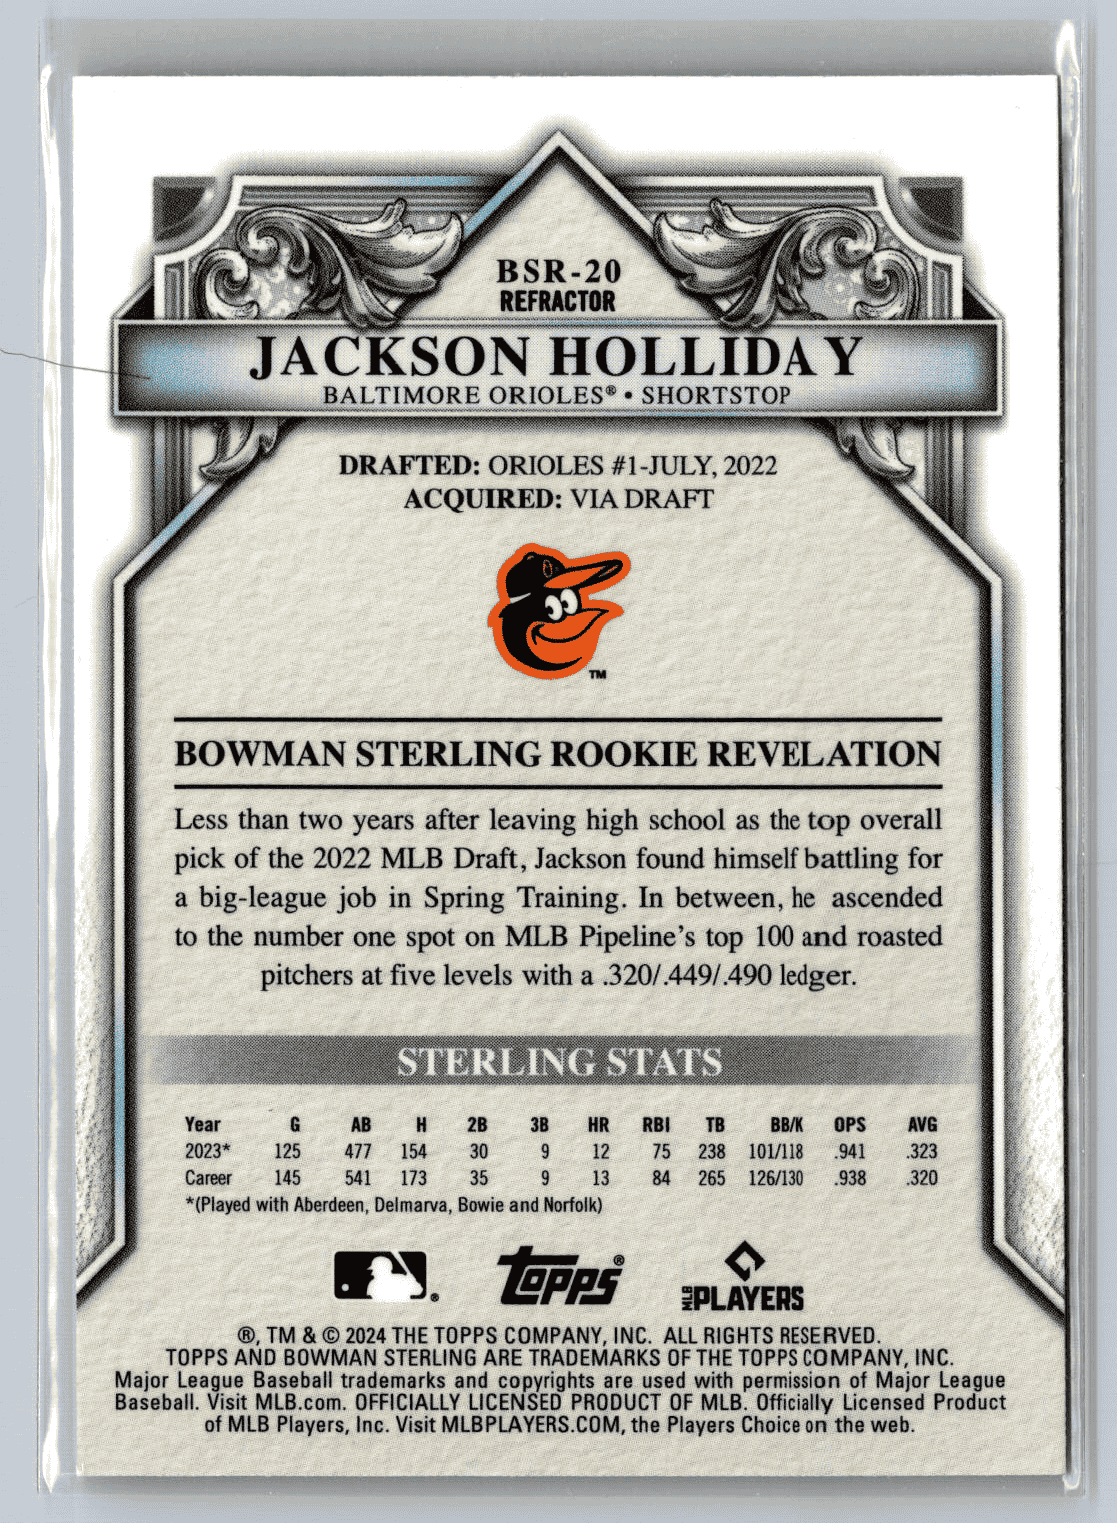 BSR-20
REFRACTOR
JACKSON HOLLIDAY
BALTIMORE ORIOLES® • SHORTSTOP
DRAFTED: ORIOLES #1-JULY, 2022
ACQUIRED: VIA DRAFT
TM
BOWMAN STERLING ROOKIE REVELATION
Less than two years after leaving high school as the top overall
pick of the 2022 MLB Draft, Jackson found himself battling for
a big-league job in Spring Training. In between, he ascended
to the number one spot on MLB Pipeline's top 100 and roasted
pitchers at five levels with a .320/.449/.490 ledger.
STERLING STATS
Year G AB H 2B 3B HR RBI TB BB/K OPS AVG
2023* 125 477 154 30 9 12 75 238 101/118 .941 .323
Career 145 541 173 35 9 13 84 265 126/130 .938 .320
*(Played with Aberdeen, Delmarva, Bowie and Norfolk)
® Topps® MLB PLAYERS
®, TM & © 2024 THE TOPPS COMPANY, INC. ALL RIGHTS RESERVED.
TOPPS AND BOWMAN STERLING ARE TRADEMARKS OF THE TOPPS COMPANY, INC.
Major League Baseball trademarks and copyrights are used with permission of Major League
Baseball. Visit MLB.com. OFFICIALLY LICENSED PRODUCT OF MLB. Officially Licensed Product
of MLB Players, Inc. Visit MLBPLAYERS.COM, the Players Choice on the web.